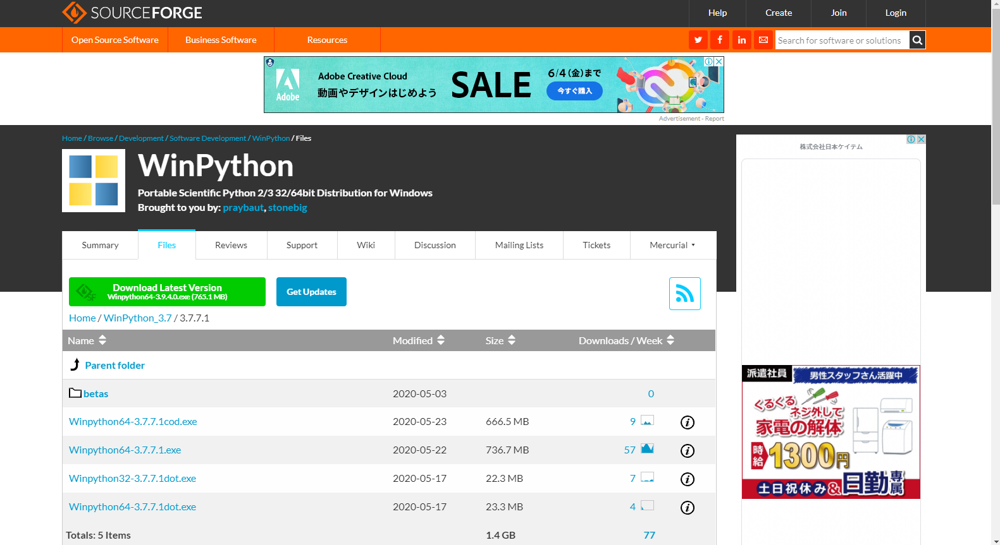 SOURCEFORGE
Help
Create
Join
Login
Open Source Software
Business Software
Resources
Search for software or solutions
Adobe
Adobe Creative Cloud
動画やデザインはじめよう
SALE
6/4(金)まで
今すぐ購入
Advertisement - Report
Home / Browse / Development / Software Development / WinPython / Files
WinPython
Portable Scientific Python 2/3 32/64bit Distribution for Windows
Brought to you by: praybaut, stonebig
株式会社日本ケイテム
Summary
Files
Reviews
Support
Wiki
Discussion
Mailing Lists
Tickets
Mercurial
Download Latest Version
Winpython64-3.9.4.0.exe (765.1 MB)
Get Updates
Home / WinPython_3.7 / 3.7.7.1
Name Modified Size Downloads / Week
Parent folder
betas 2020-05-03 0
Winpython64-3.7.7.1cod.exe 2020-05-23 666.5 MB 9
Winpython64-3.7.7.1.exe 2020-05-22 736.7 MB 57
Winpython32-3.7.7.1dot.exe 2020-05-17 22.3 MB 7
Winpython64-3.7.7.1dot.exe 2020-05-17 23.3 MB 4
Totals: 5 Items 1.4 GB 77
派遣社員
男性スタッフさん活躍中
くるくる
ネジ外して
家電の解体
時給1300円
土日祝休み&日勤専属